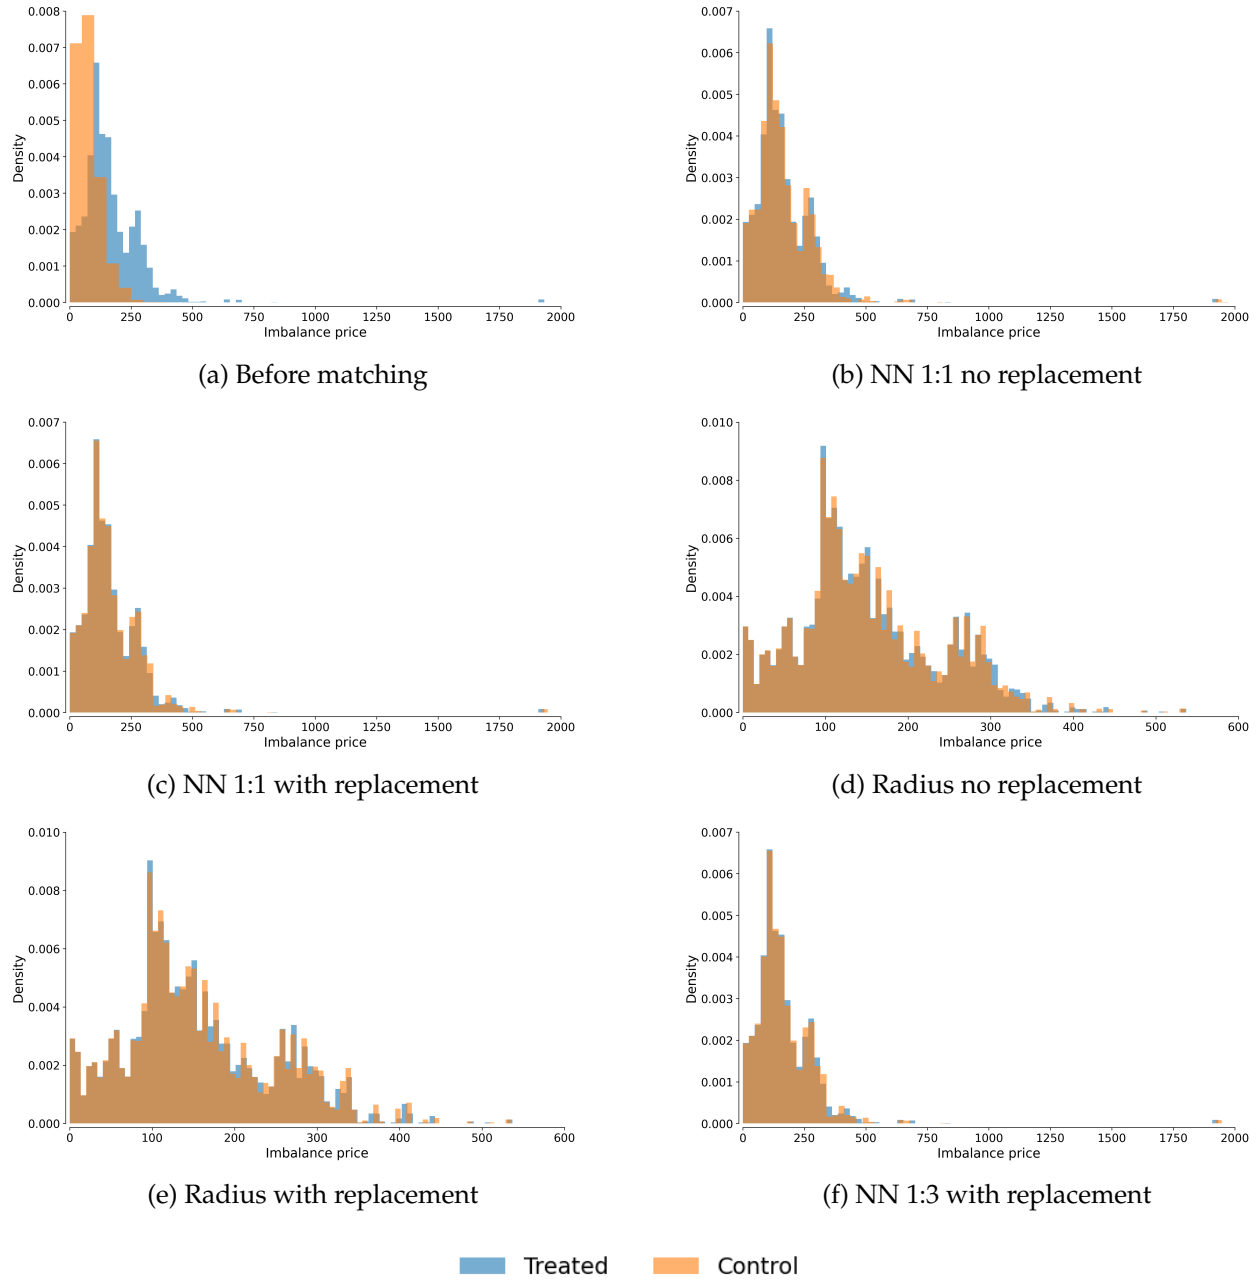 0.008
0.007
0.006
0.005
0.004
0.003
0.002
0.001
0.000
Density
0 250 500 750 1000 1250 1500 1750 2000
Imbalance price
(a) Before matching
0.007
0.006
0.005
0.004
0.003
0.002
0.001
0.000
Density
0 250 500 750 1000 1250 1500 1750 2000
Imbalance price
(b) NN 1:1 no replacement
0.007
0.006
0.005
0.004
0.003
0.002
0.001
0.000
Density
0 250 500 750 1000 1250 1500 1750 2000
Imbalance price
(c) NN 1:1 with replacement
0.010
0.008
0.006
0.004
0.002
0.000
Density
0 100 200 300 400 500 600
Imbalance price
(d) Radius no replacement
0.010
0.008
0.006
0.004
0.002
0.000
Density
0 100 200 300 400 500 600
Imbalance price
(e) Radius with replacement
0.007
0.006
0.005
0.004
0.003
0.002
0.001
0.000
Density
0 250 500 750 1000 1250 1500 1750 2000
Imbalance price
(f) NN 1:3 with replacement
Treated Control